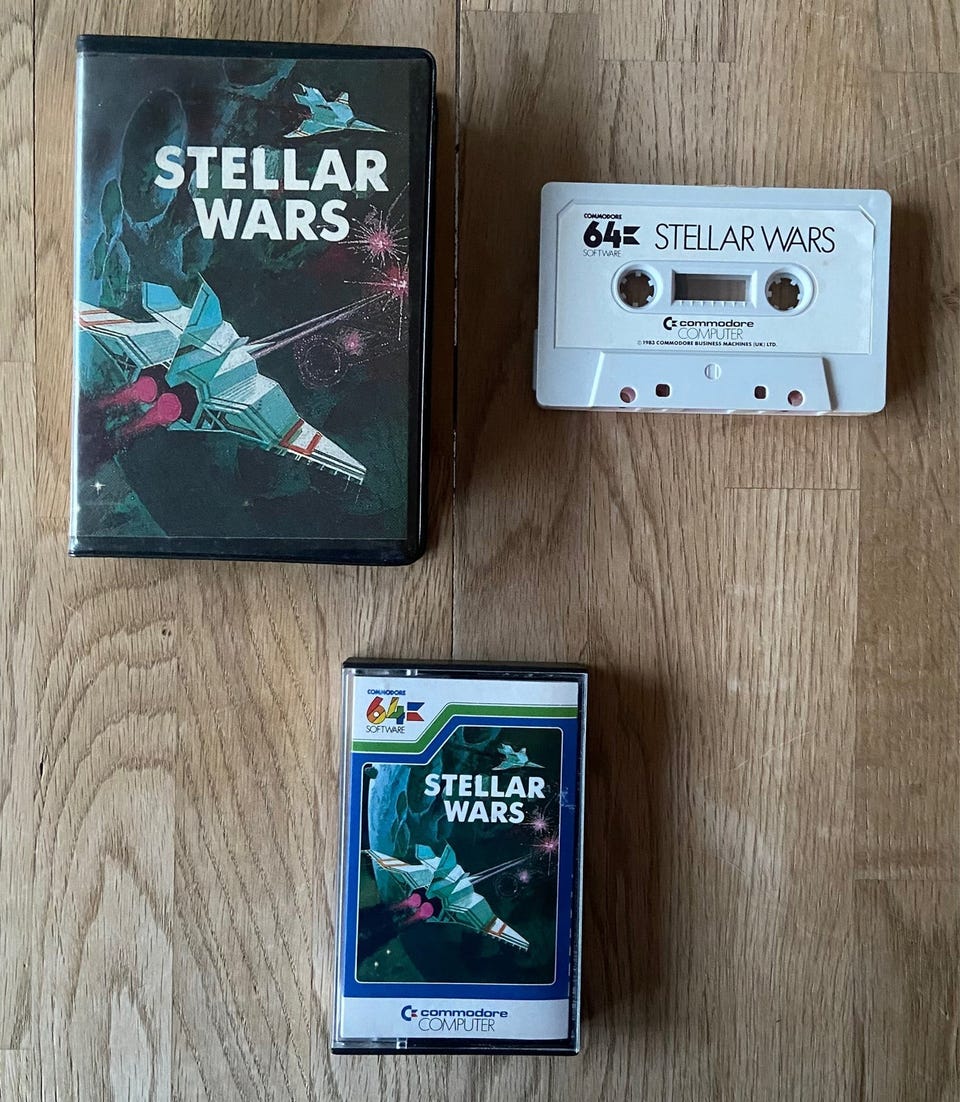 STELLAR
WARS
COMMODORE
64
SOFTWARE
STELLAR WARS
commodore
COMPUTER
© 1983 COMMODORE BUSINESS MACHINES (UK) LTD.
COMMODORE
64
SOFTWARE
STELLAR
WARS
commodore
COMPUTER